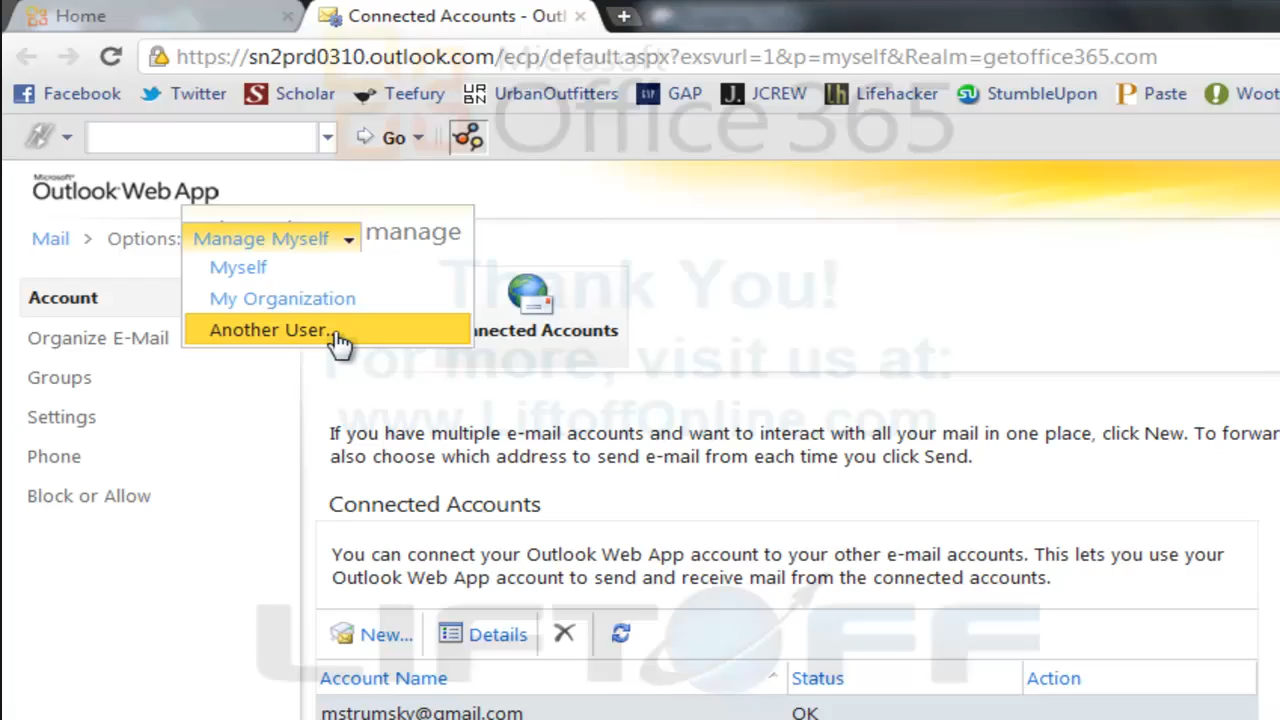 Home
Connected Accounts - Outl
https://sn2prd0310.outlook.com/ecp/default.aspx?exsvurl=1&p=myself&Realm=getoffice365.com
Facebook Twitter Scholar Teefury UrbanOutfitters GAP JCREW Lifehacker StumbleUpon Paste Woot
Microsoft
Office 365
Go
Microsoft
Outlook Web App
Mail > Options: Manage Myself manage
Myself
My Organization
Another User...
Account
Organize E-Mail
Groups
Settings
Phone
Block or Allow
nnected Accounts
Thank You!
For more, visit us at:
www.LiftoffOnline.com
If you have multiple e-mail accounts and want to interact with all your mail in one place, click New. To forwar
also choose which address to send e-mail from each time you click Send.
Connected Accounts
You can connect your Outlook Web App account to your other e-mail accounts. This lets you use your
Outlook Web App account to send and receive mail from the connected accounts.
New... Details
LIFTOFF
Account Name Status Action
mstrumsky@gmail.com OK